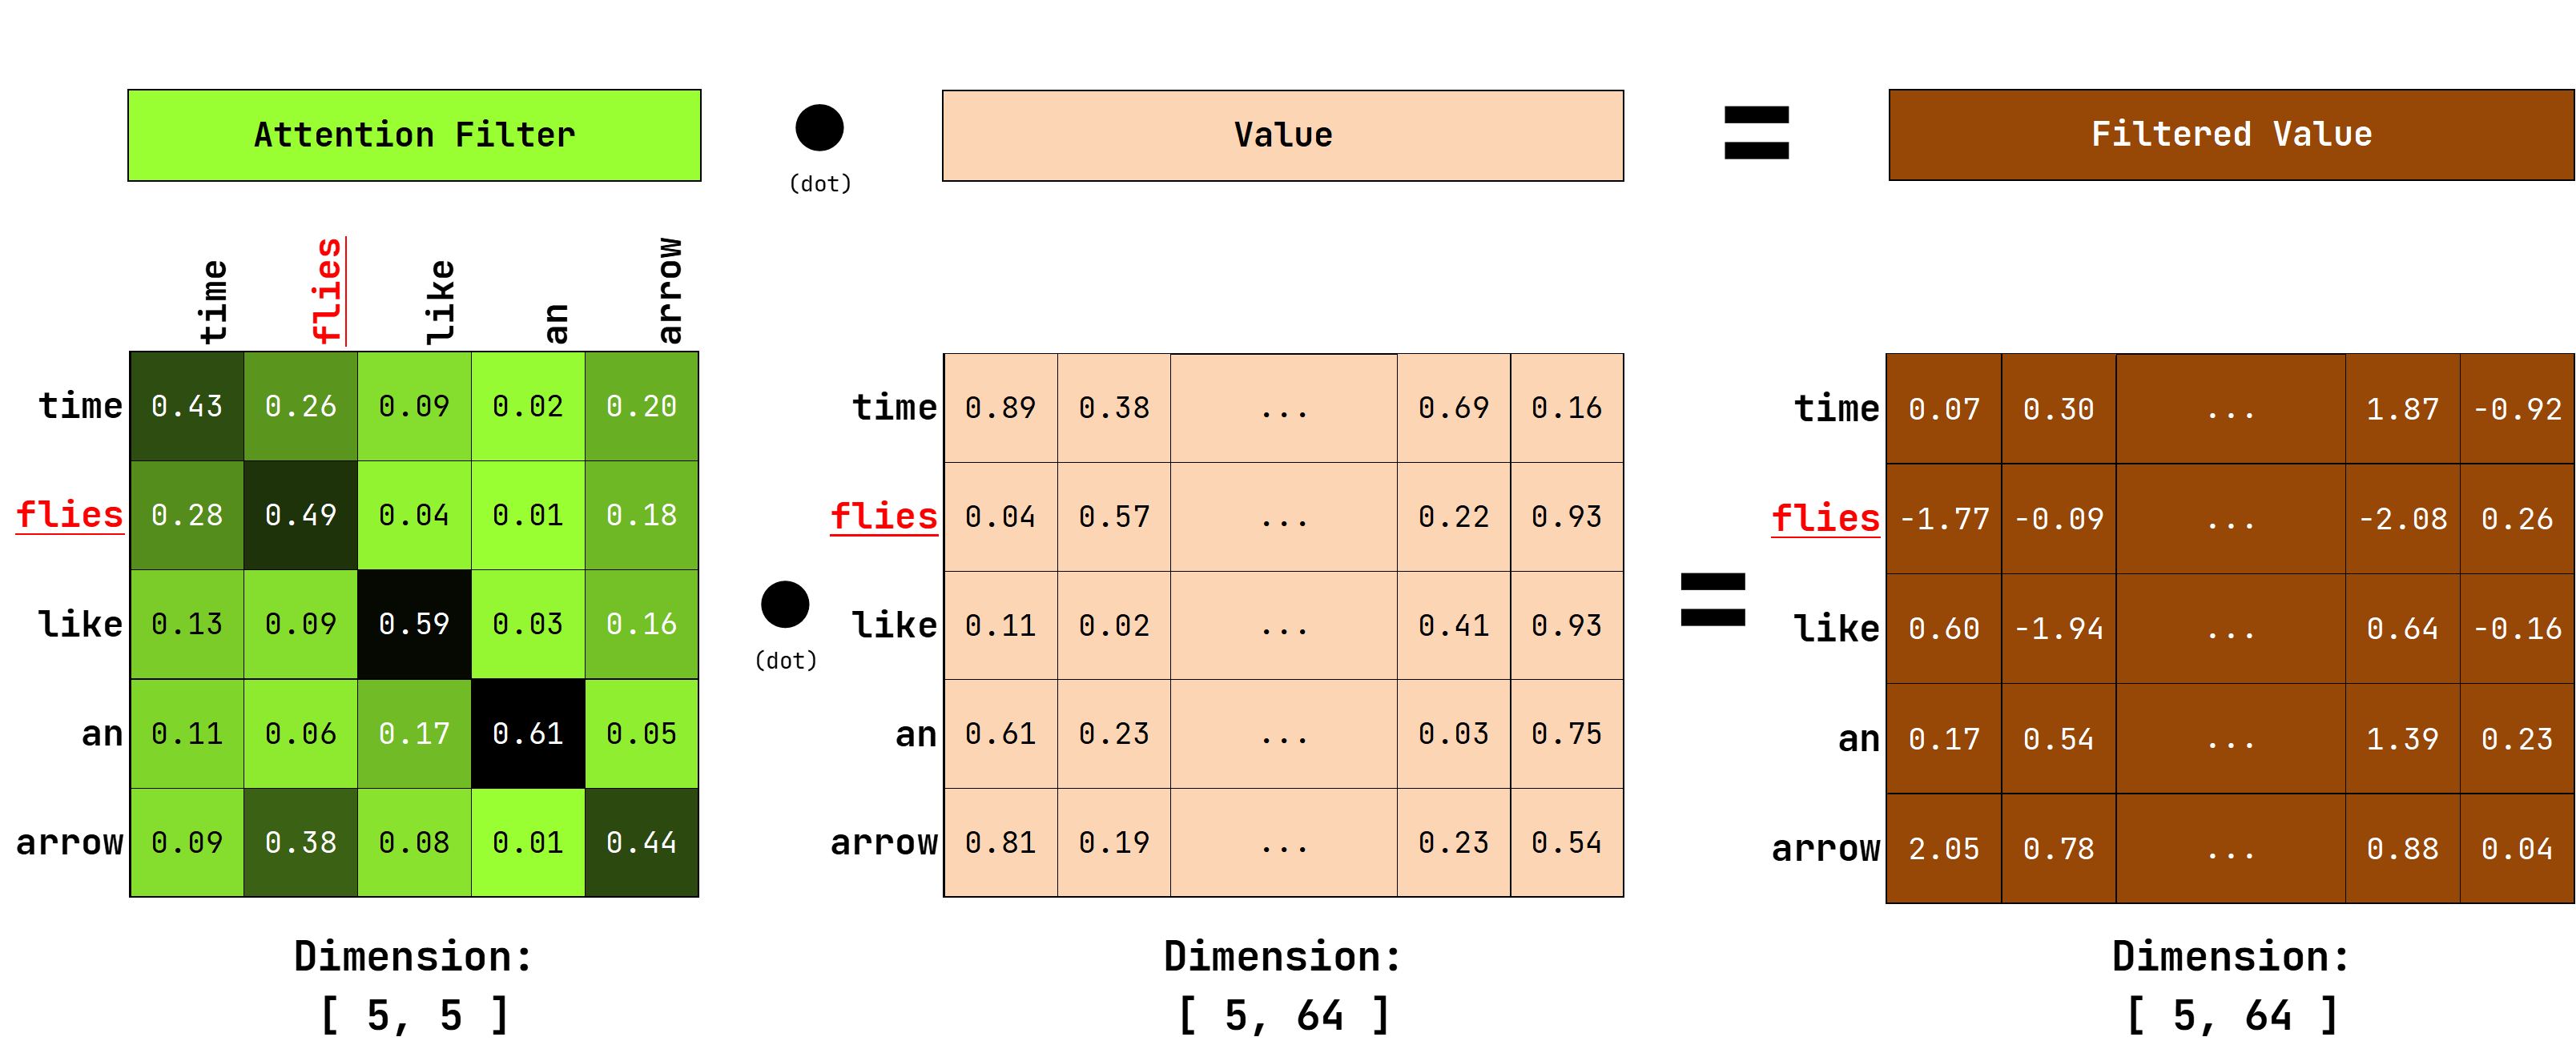 Attention Filter
(dot)
Value
=
Filtered Value
time flies like an arrow
time 0.43 0.26 0.09 0.02 0.20
flies 0.28 0.49 0.04 0.01 0.18
like 0.13 0.09 0.59 0.03 0.16
an 0.11 0.06 0.17 0.61 0.05
arrow 0.09 0.38 0.08 0.01 0.44
Dimension:
[ 5, 5 ]
(dot)
time 0.89 0.38 ... 0.69 0.16
flies 0.04 0.57 ... 0.22 0.93
like 0.11 0.02 ... 0.41 0.93
an 0.61 0.23 ... 0.03 0.75
arrow 0.81 0.19 ... 0.23 0.54
Dimension:
[ 5, 64 ]
=
time 0.07 0.30 ... 1.87 -0.92
flies -1.77 -0.09 ... -2.08 0.26
like 0.60 -1.94 ... 0.64 -0.16
an 0.17 0.54 ... 1.39 0.23
arrow 2.05 0.78 ... 0.88 0.04
Dimension:
[ 5, 64 ]